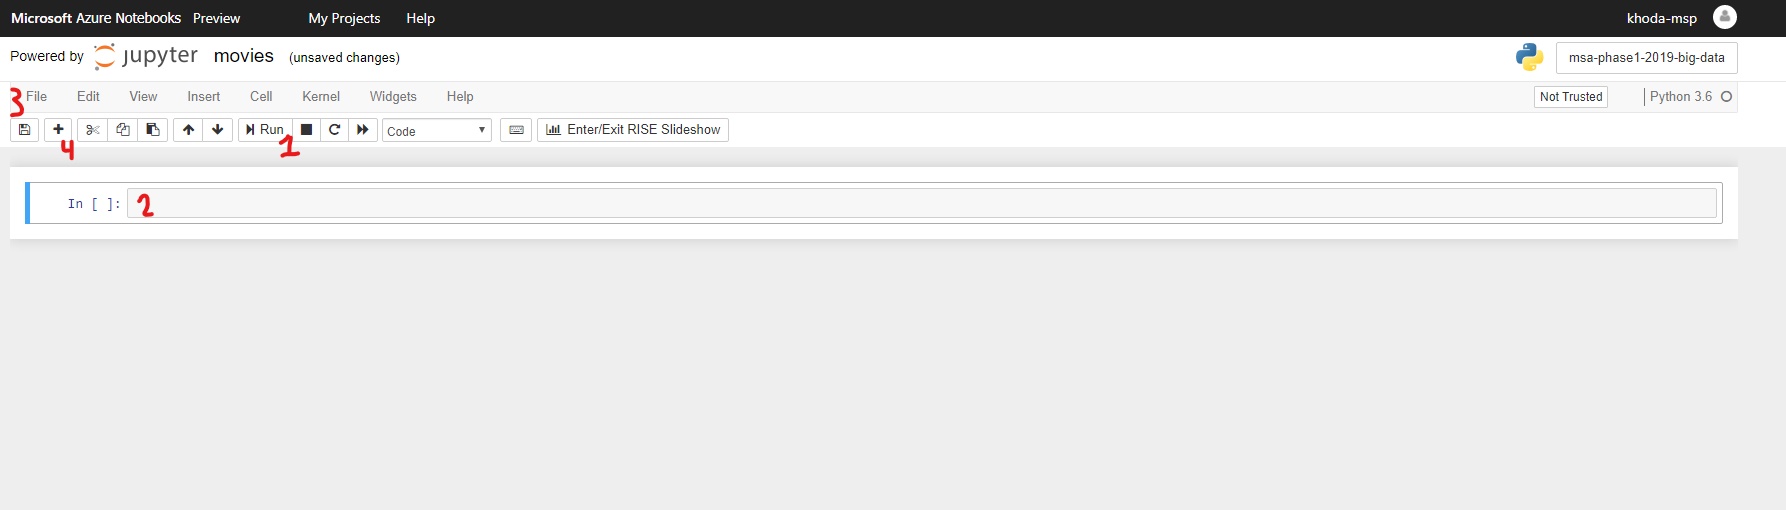 Microsoft Azure Notebooks Preview My Projects Help khoda-msp
Powered by jupyter movies (unsaved changes) msa-phase1-2019-big-data
3 File Edit View Insert Cell Kernel Widgets Help Not Trusted Python 3.6
Run Code Enter/Exit RISE Slideshow
4 1
In [ ]: 2